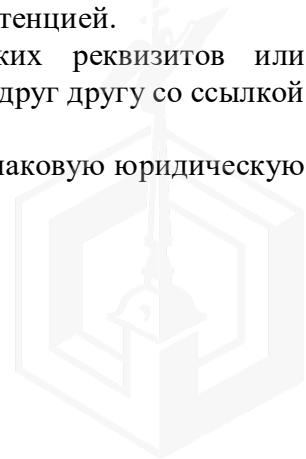 тенцией.
ких реквизитов или
друг другу со ссылкой
наковую юридическую